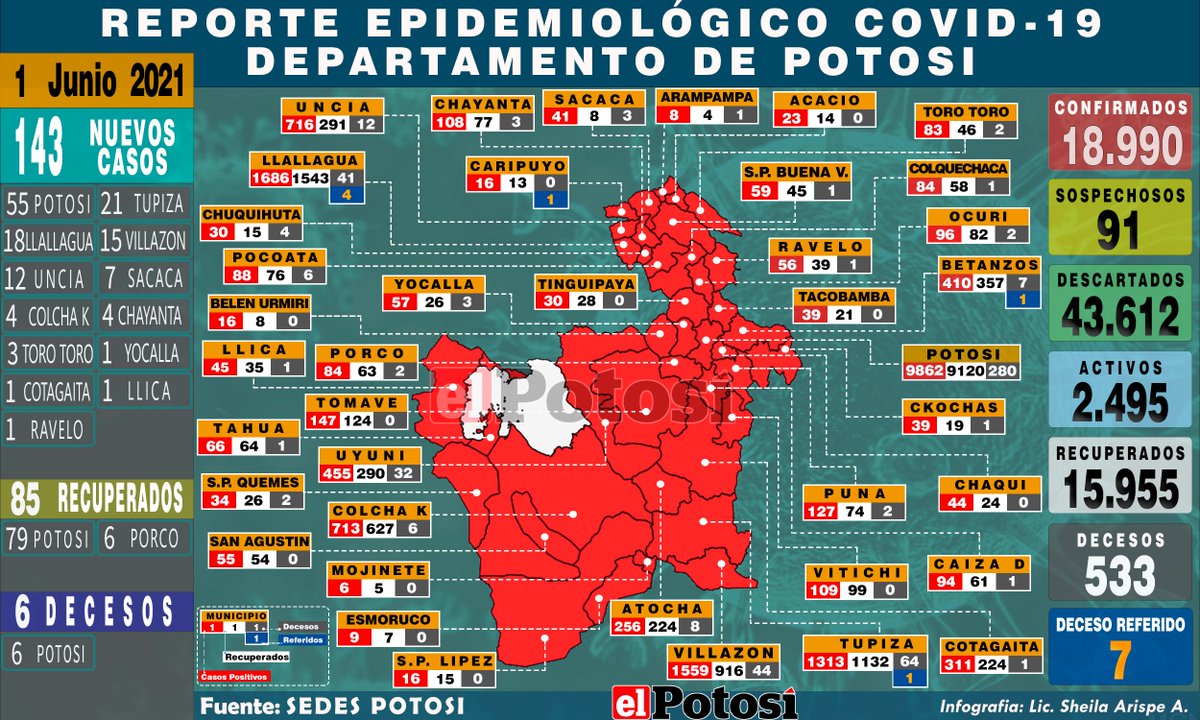 REPORTE EPIDEMIOLÓGICO COVID-19
DEPARTAMENTO DE POTOSI
1 Junio 2021
143 NUEVOS CASOS
55 POTOSI 21 TUPIZA
18 LLALLAGUA 15 VILLAZON
12 UNCIA 7 SACACA
4 COLCHA K 4 CHAYANTA
3 TORO TORO 1 YOCALLA
1 COTAGAITA 1 LLICA
1 RAVELO
85 RECUPERADOS
79 POTOSI 6 PORCO
6 DECESOS
6 POTOSI
UNCIA
716 291 12
CHAYANTA
108 77 3
SACACA
41 8 3
ARAMPAMPA
8 4 1
ACACIO
23 14 0
TORO TORO
83 46 2
LLALLAGUA
1686 1543 41
4
CARIPUYO
16 13 0
1
S.P. BUENA V.
59 45 1
COLQUECHACA
84 58 1
CHUQUIHUTA
30 15 4
OCURI
96 82 2
POCOATA
88 76 6
RAVELO
56 39 1
BETANZOS
410 357 7
1
YOCALLA
57 26 3
TINGUIPAYA
30 28 0
TACOBAMBA
39 21 0
BELEN URMIRI
16 8 0
LLICA
45 35 1
PORCO
84 63 2
POTOSI
9862 9120 280
el Potosí
TOMAVE
147 124 0
CKOCHAS
39 19 1
TAHUA
66 64 1
UYUNI
455 290 32
S.P. QUEMES
34 26 2
PUNA
127 74 2
CHAQUI
44 24 0
COLCHA K
713 627 6
SAN AGUSTIN
55 54 0
MOJINETE
6 5 0
VITICHI
109 99 0
CAIZA D
94 61 1
ESMORUCO
9 7 0
ATOCHA
256 224 8
S.P. LIPEZ
16 15 0
VILLAZON
1559 916 44
TUPIZA
1313 1132 64
1
COTAGAITA
311 224 1
MUNICIPIO
1 1 1
1
Decesos
Referidos
Recuperados
Casos Positivos
CONFIRMADOS
18.990
SOSPECHOSOS
91
DESCARTADOS
43.612
ACTIVOS
2.495
RECUPERADOS
15.955
DECESOS
533
DECESO REFERIDO
7
Fuente: SEDES POTOSI
el Potosí
Infografia: Lic. Sheila Arispe A.